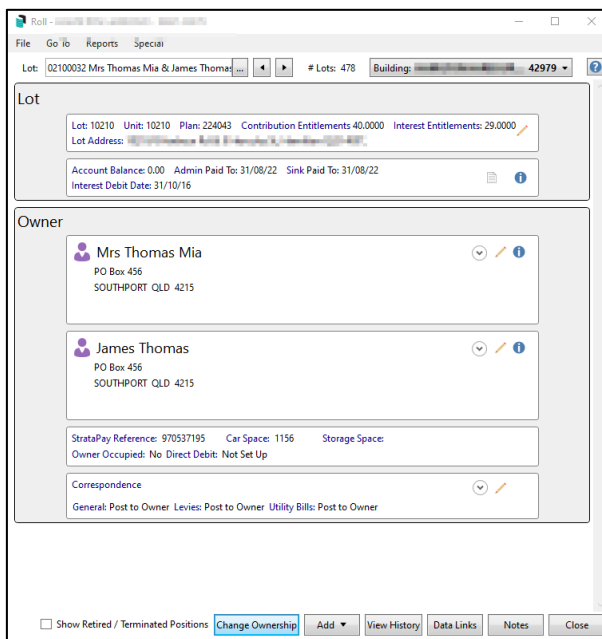 Roll -
File Go To Reports Special
Lot: 02100032 Mrs Thomas Mia & James Thomas ... # Lots: 478 Building: 42979
Lot
Lot: 10210 Unit: 10210 Plan: 224043 Contribution Entitlements 40.0000 Interest Entitlements: 29.0000
Lot Address:
Account Balance: 0.00 Admin Paid To: 31/08/22 Sink Paid To: 31/08/22
Interest Debit Date: 31/10/16
Owner
Mrs Thomas Mia
PO Box 456
SOUTHPORT QLD 4215
James Thomas
PO Box 456
SOUTHPORT QLD 4215
StrataPay Reference: 970537195 Car Space: 1156 Storage Space:
Owner Occupied: No Direct Debit: Not Set Up
Correspondence
General: Post to Owner Levies: Post to Owner Utility Bills: Post to Owner
Show Retired / Terminated Positions Change Ownership Add View History Data Links Notes Close